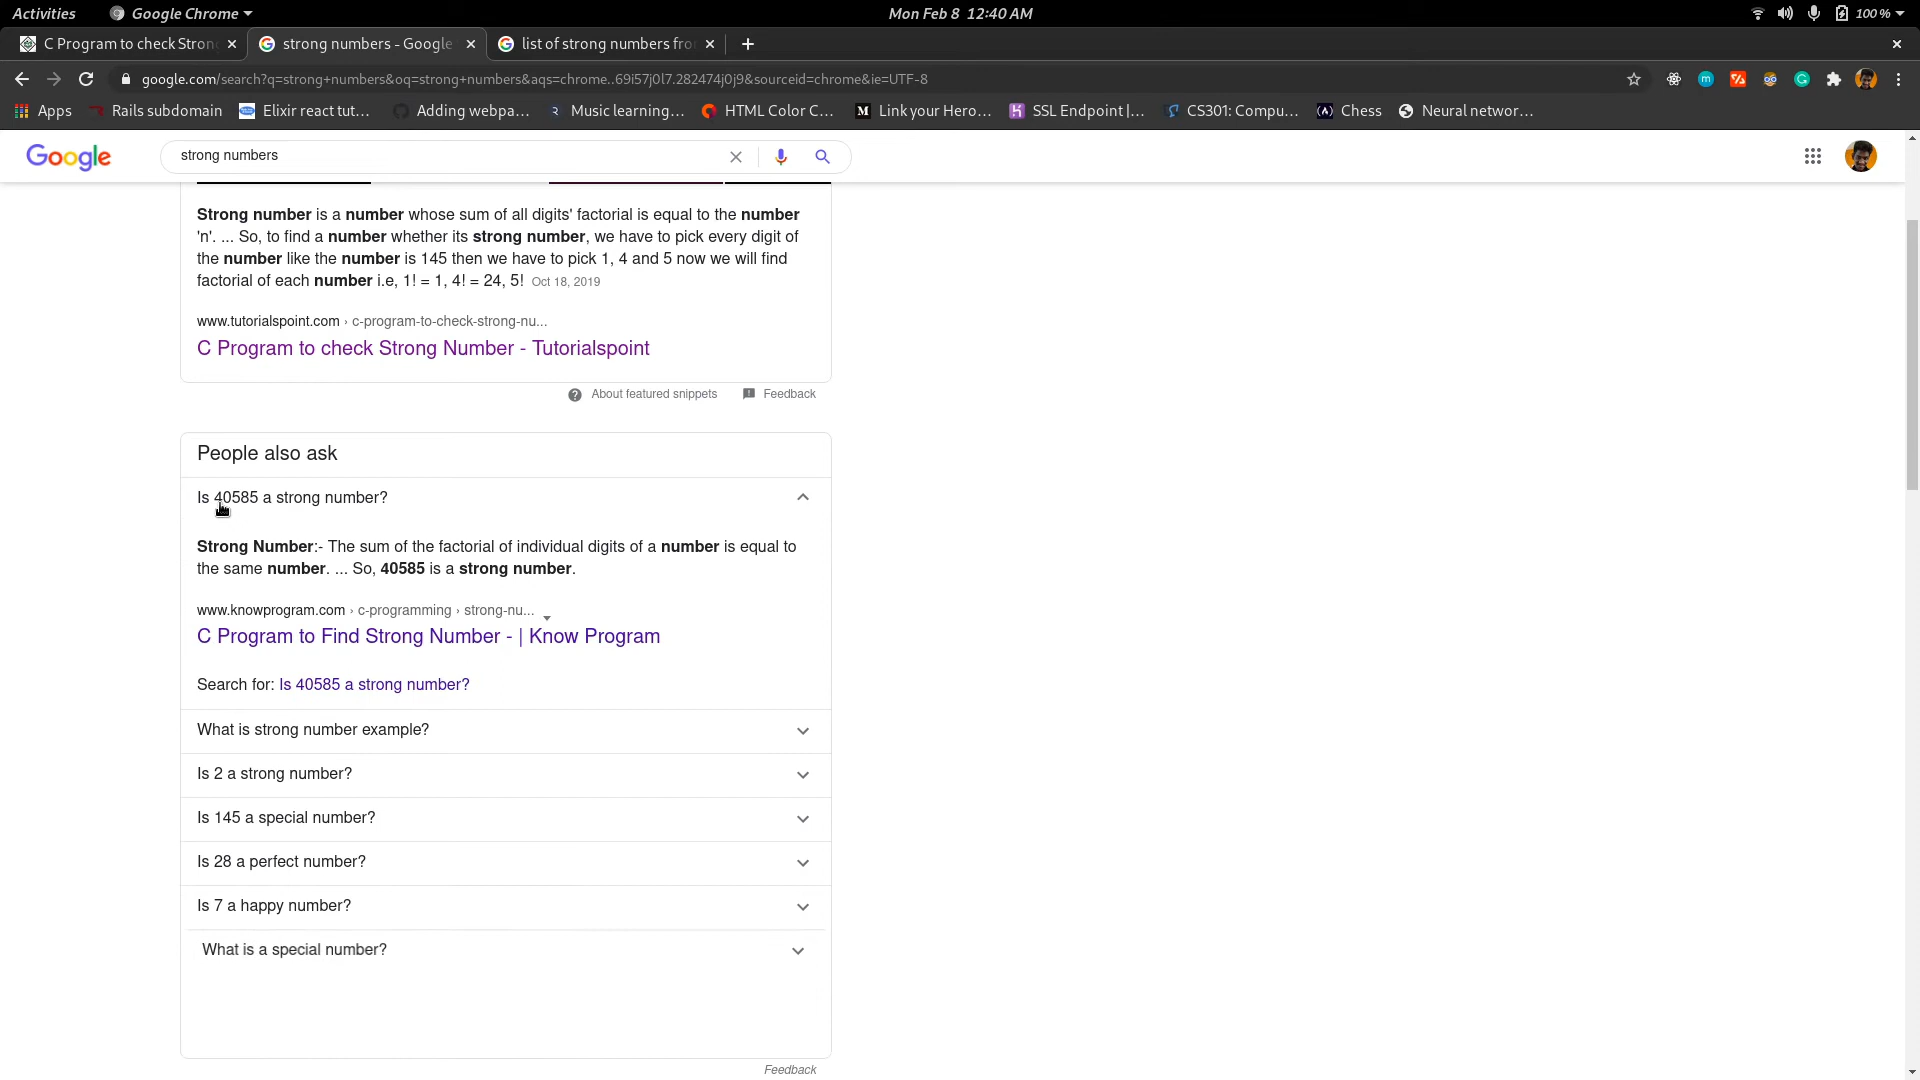 Activities Google Chrome Mon Feb 8 12:40 AM 100 %
C Program to check Stron strong numbers - Google list of strong numbers fro
google.com/search?q=strong+numbers&oq=strong+numbers&aqs=chrome..69i57j0l7.282474j0j9&sourceid=chrome&ie=UTF-8
Apps Rails subdomain Elixir react tut... Adding webpa... Music learning... HTML Color C... Link your Hero... SSL Endpoint |... CS301: Compu... Chess Neural networ...
Google strong numbers
Strong number is a number whose sum of all digits' factorial is equal to the number
'n'. ... So, to find a number whether its strong number, we have to pick every digit of
the number like the number is 145 then we have to pick 1, 4 and 5 now we will find
factorial of each number i.e, 1! = 1, 4! = 24, 5! Oct 18, 2019
www.tutorialspoint.com › c-program-to-check-strong-nu...
C Program to check Strong Number - Tutorialspoint
About featured snippets Feedback
People also ask
Is 40585 a strong number?
Strong Number:- The sum of the factorial of individual digits of a number is equal to
the same number. ... So, 40585 is a strong number.
www.knowprogram.com › c-programming › strong-nu...
C Program to Find Strong Number - | Know Program
Search for: Is 40585 a strong number?
What is strong number example?
Is 2 a strong number?
Is 145 a special number?
Is 28 a perfect number?
Is 7 a happy number?
What is a special number?
Feedback